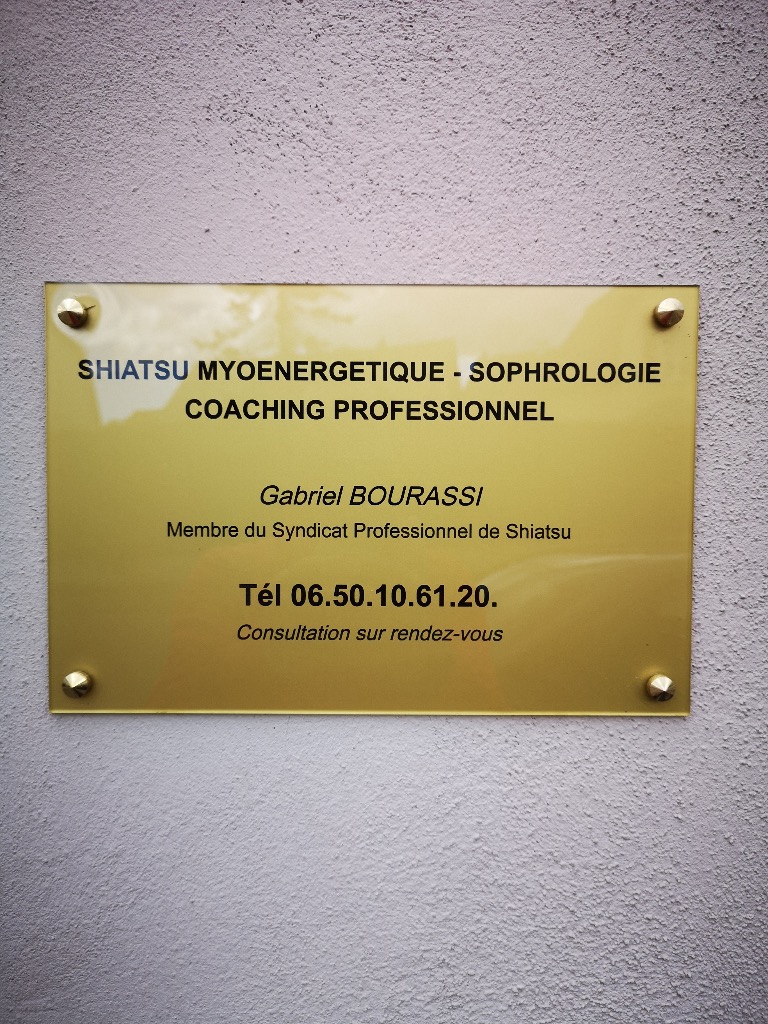 SHIATSU MYOENERGETIQUE - SOPHROLOGIE
COACHING PROFESSIONNEL
Gabriel BOURASSI
Membre du Syndicat Professionnel de Shiatsu
Tél 06.50.10.61.20.
Consultation sur rendez-vous